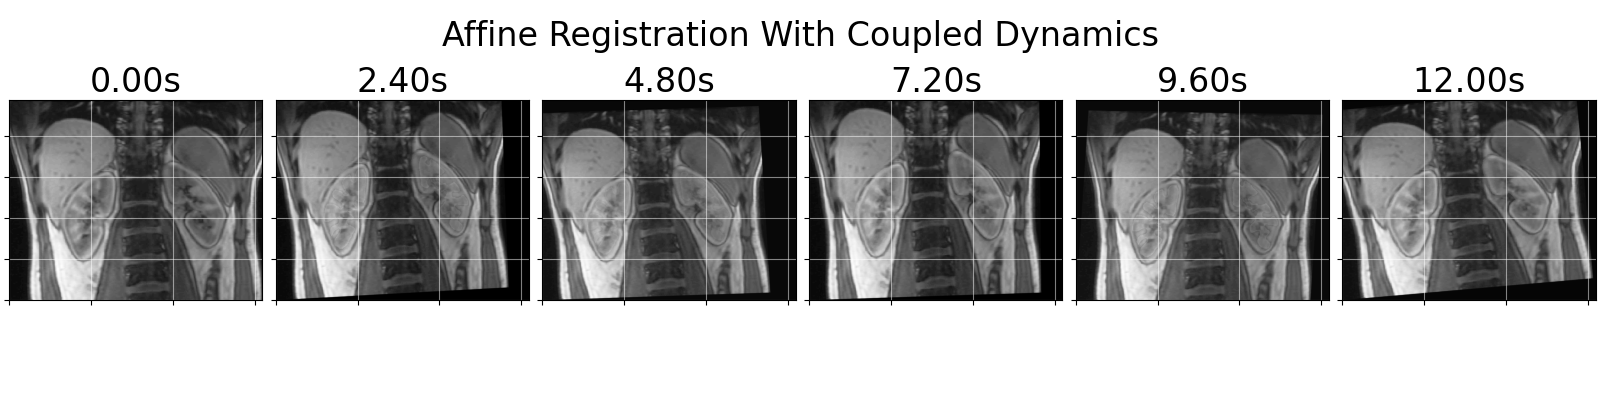 Affine Registration With Coupled Dynamics
0.00s 2.40s 4.80s 7.20s 9.60s 12.00s